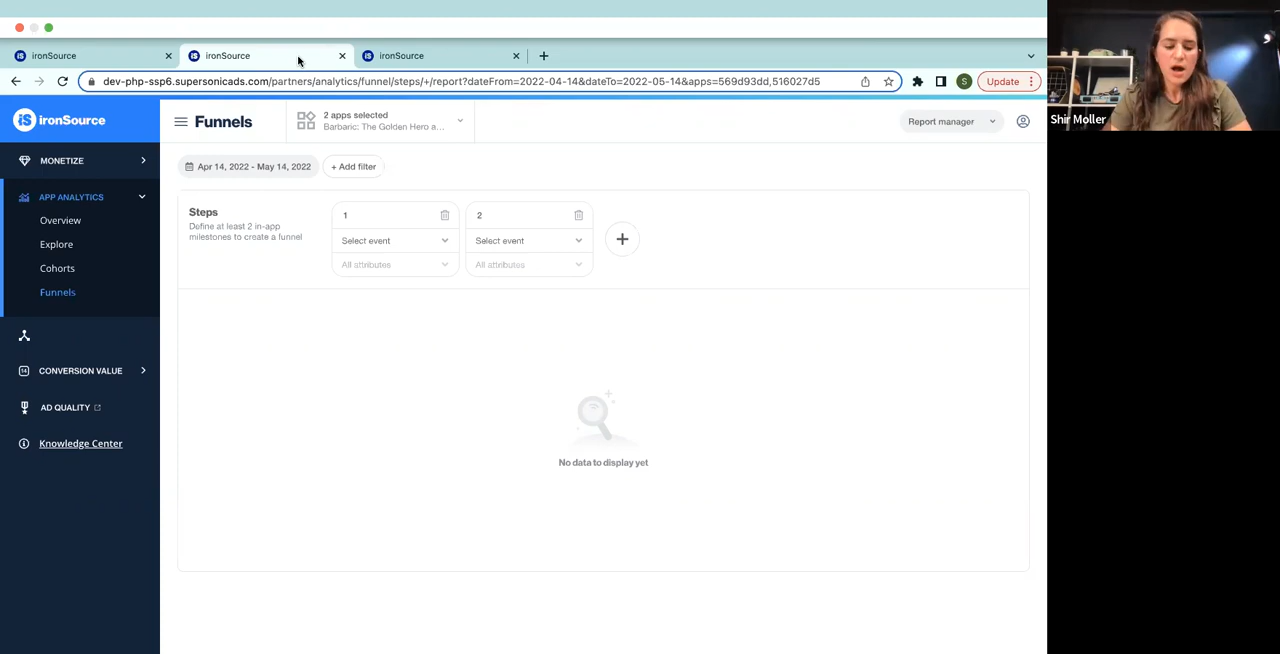 ironSource
ironSource
ironSource
dev-php-ssp6.supersonicads.com/partners/analytics/funnel/steps/+/report?dateFrom=2022-04-14&dateTo=2022-05-14&apps=569d93dd,516027d5
S
Update
Shir Moller
iS ironSource
Funnels
2 apps selected
Barbaric: The Golden Hero a...
Report manager
MONETIZE
Apr 14, 2022 - May 14, 2022
+ Add filter
APP ANALYTICS
Overview
Explore
Cohorts
Funnels
Steps
Define at least 2 in-app
milestones to create a funnel
1
Select event
All attributes
2
Select event
All attributes
CONVERSION VALUE
AD QUALITY
Knowledge Center
No data to display yet